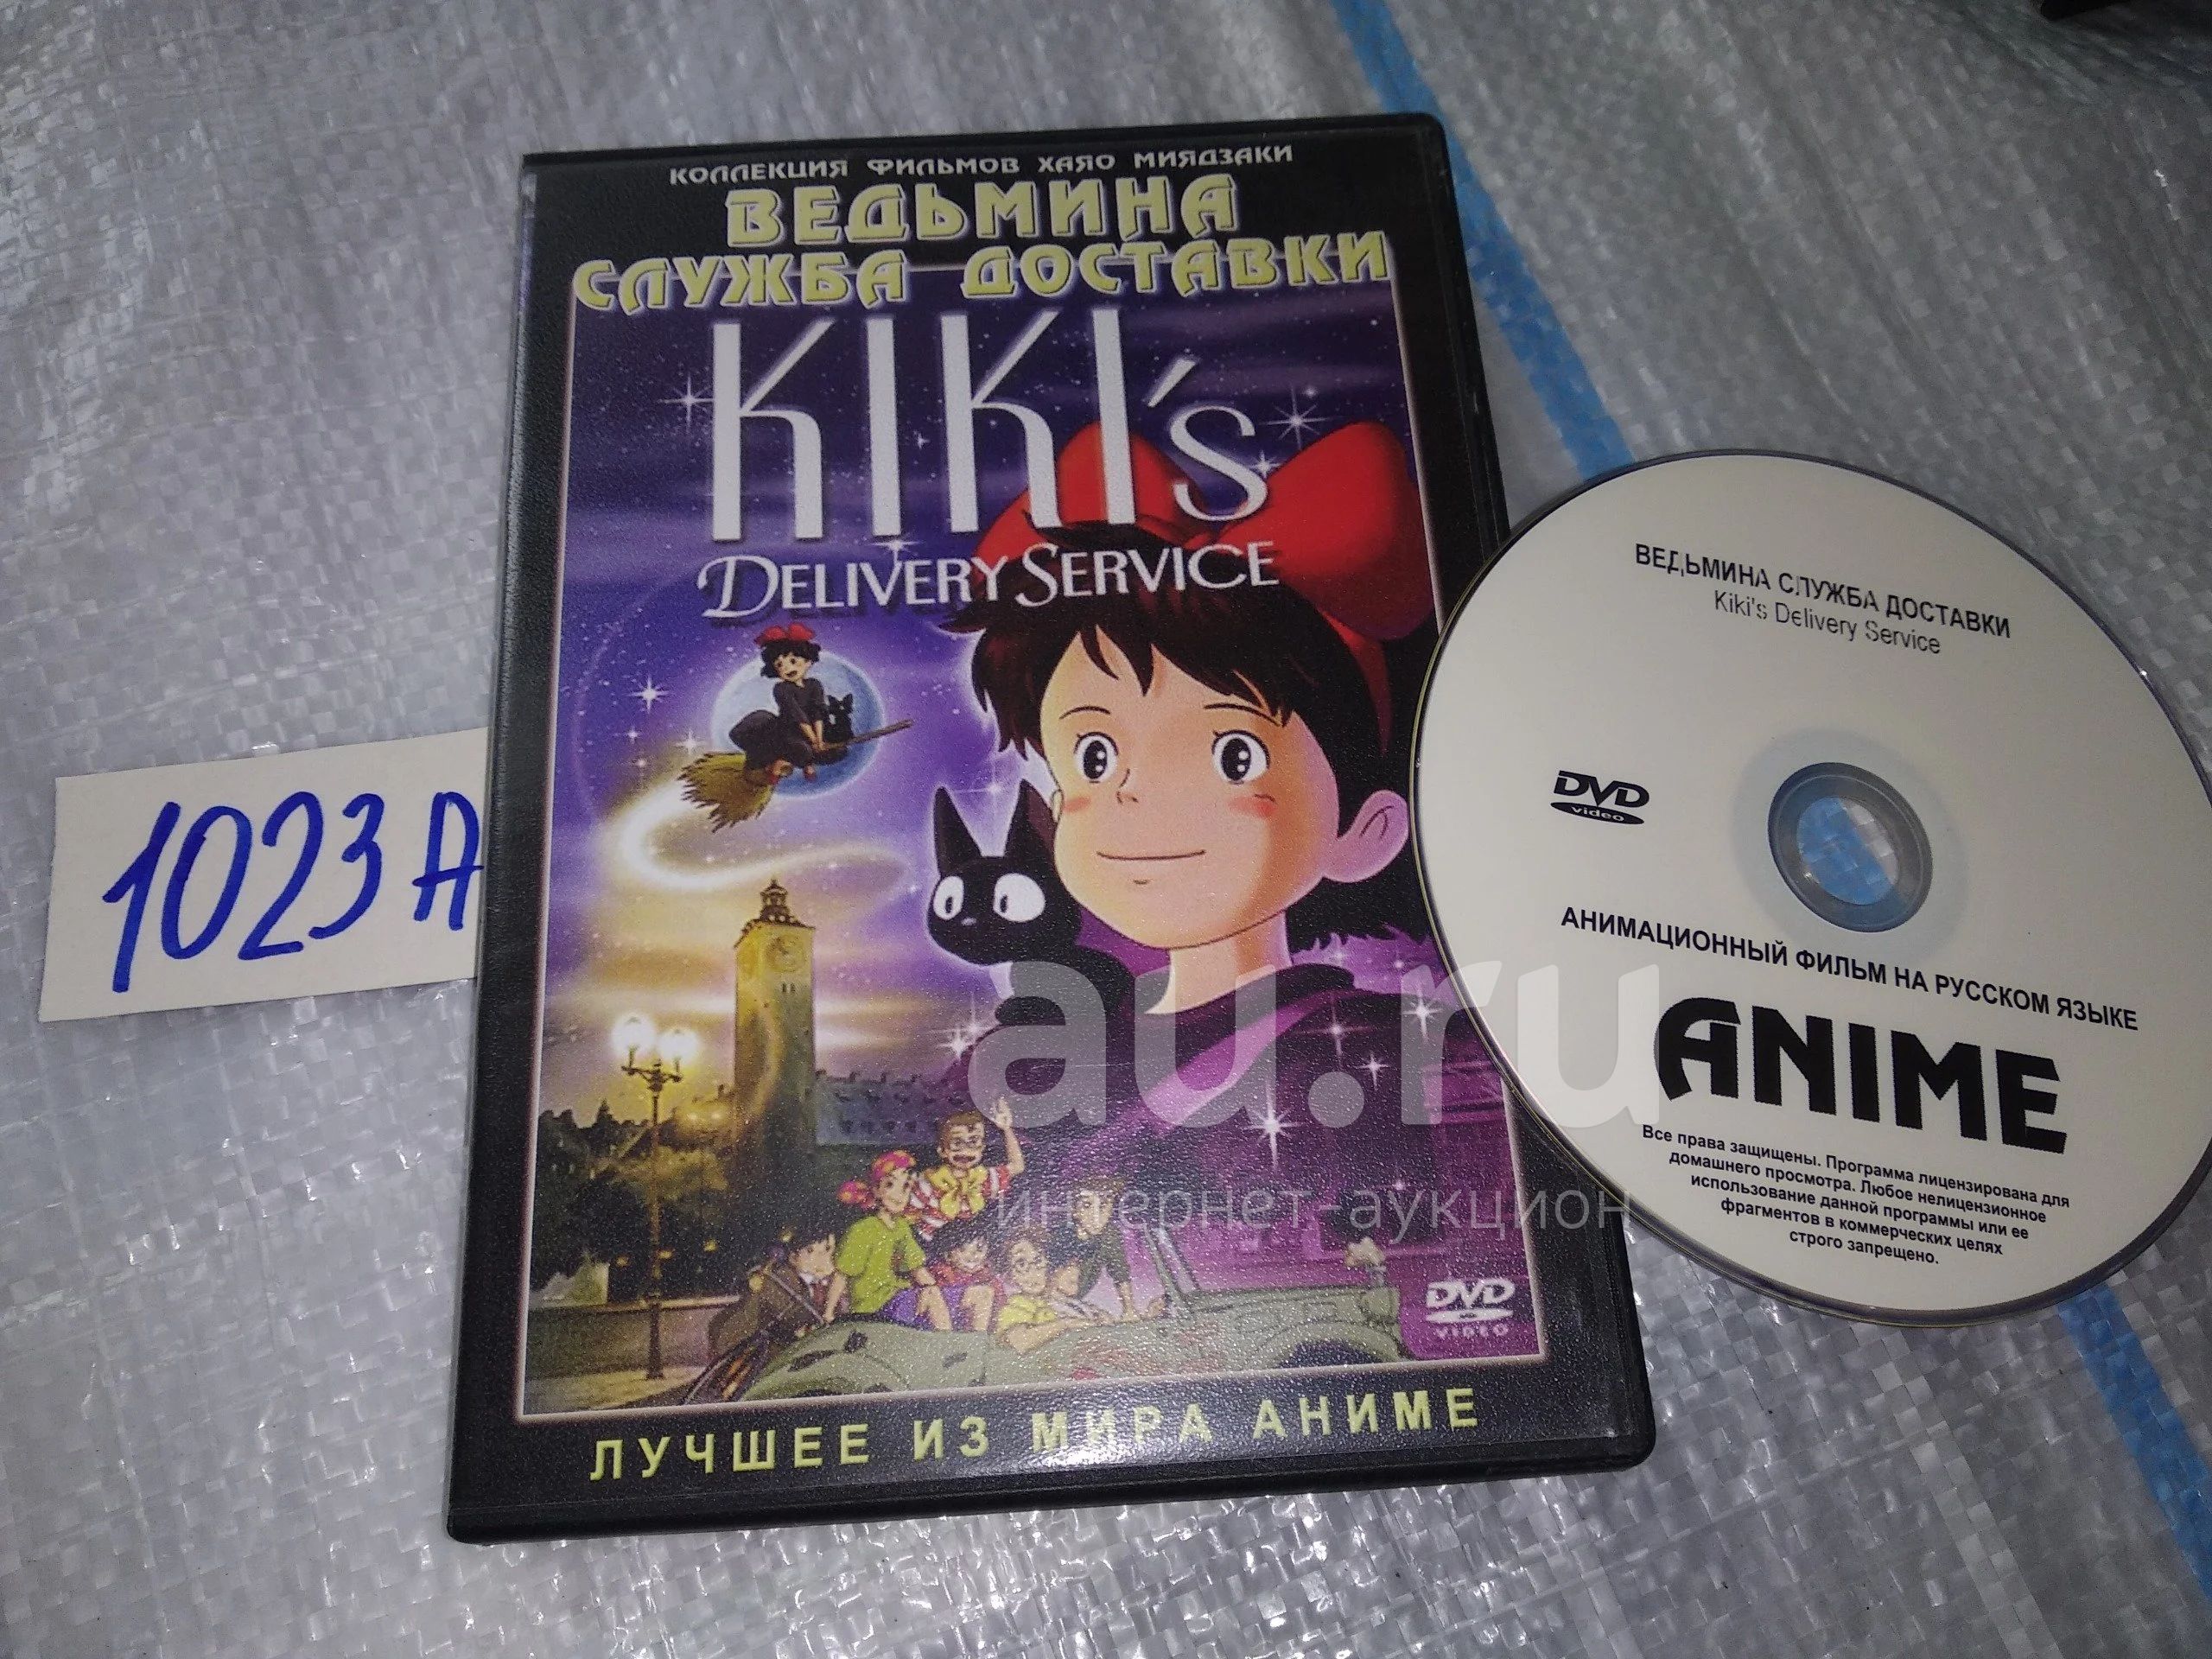 КОЛЛЕКЦИЯ ФИЛЬМОВ ХАЯО МИЯДЗАКИ
ВЕДЬМИНА
СЛУЖБА ДОСТАВКИ
KIKI's
DELIVERY SERVICE
DVD
VIDEO
ЛУЧШЕЕ ИЗ МИРА АНИМЕ
1023A
ВЕДЬМИНА СЛУЖБА ДОСТАВКИ
Kiki's Delivery Service
DVD
video
АНИМАЦИОННЫЙ ФИЛЬМ НА РУССКОМ ЯЗЫКЕ
ANIME
Все права защищены. Программа лицензирована для
домашнего просмотра. Любое нелицензионное
использование данной программы или ее
фрагментов в коммерческих целях
строго запрещено.
au.ru
интернет-аукцион